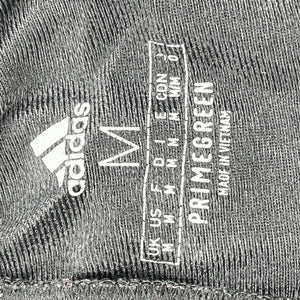 adidas
M
UK US F D I E CDN J
M M M M M M M/M O
PRIMEGREEN
MADE IN VIETNAM